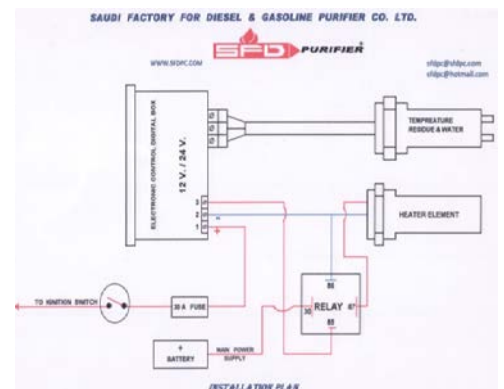 SAUDI FACTORY FOR DIESEL & GASOLINE PURIFIER CO. LTD.
SFD PURIFIER
WWW.SFDPC.COM
sfdpc@sfdpc.com
sfdpc@hotmail.com
ELECTRONIC CONTROL DIGITAL BOX
12 V. / 24 V.
TEMPREATURE
RESIDUE & WATER
3
2 -
1 +
HEATER ELEMENT
86
TO IGNITION SWITCH
30 A FUSE
30 RELAY 87
85
+
BATTERY
MAIN POWER
SUPPLY
INSTALLATION PLAN